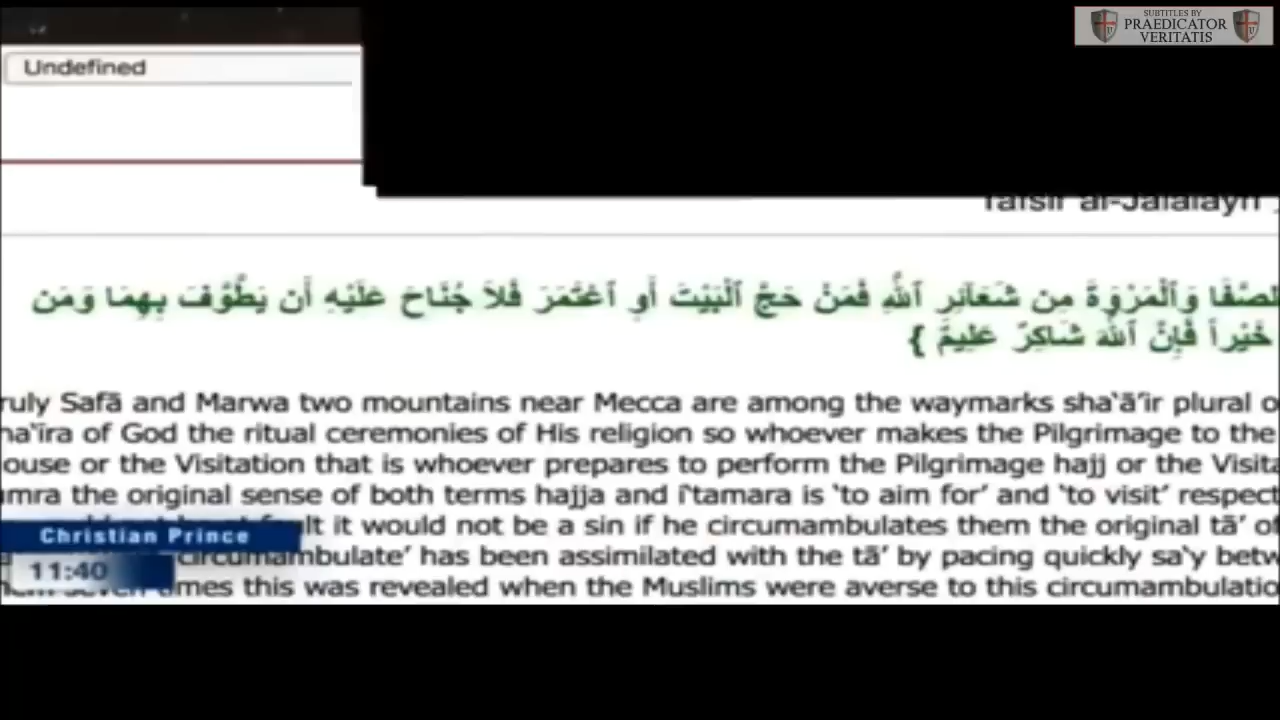 SUBTITLES BY
PRAEDICATOR
VERITATIS
Undefined
Tafsir al-Jalalayn
لصَّفَا وَٱلْمَرْوَةَ مِن شَعَآئِرِ ٱللَّهِ فَمَنْ حَجَّ ٱلْبَيْتَ أَوِ ٱعْتَمَرَ فَلاَ جُنَاحَ عَلَيْهِ أَن يَطَّوَّفَ بِهِمَا وَمَن
خَيْراً فَإِنَّ ٱللَّهَ شَاكِرٌ عَلِيمٌ }
ruly Safā and Marwa two mountains near Mecca are among the waymarks sha‘ā’ir plural o
ha‘īra of God the ritual ceremonies of His religion so whoever makes the Pilgrimage to the
ouse or the Visitation that is whoever prepares to perform the Pilgrimage hajj or the Visita
umra the original sense of both terms hajja and i‘tamara is ‘to aim for’ and ‘to visit’ respect
lt it would not be a sin if he circumambulates them the original tā’ of
Christian Prince
circumambulate’ has been assimilated with the tā’ by pacing quickly sa‘y betw
11:40
mes this was revealed when the Muslims were averse to this circumambulatio